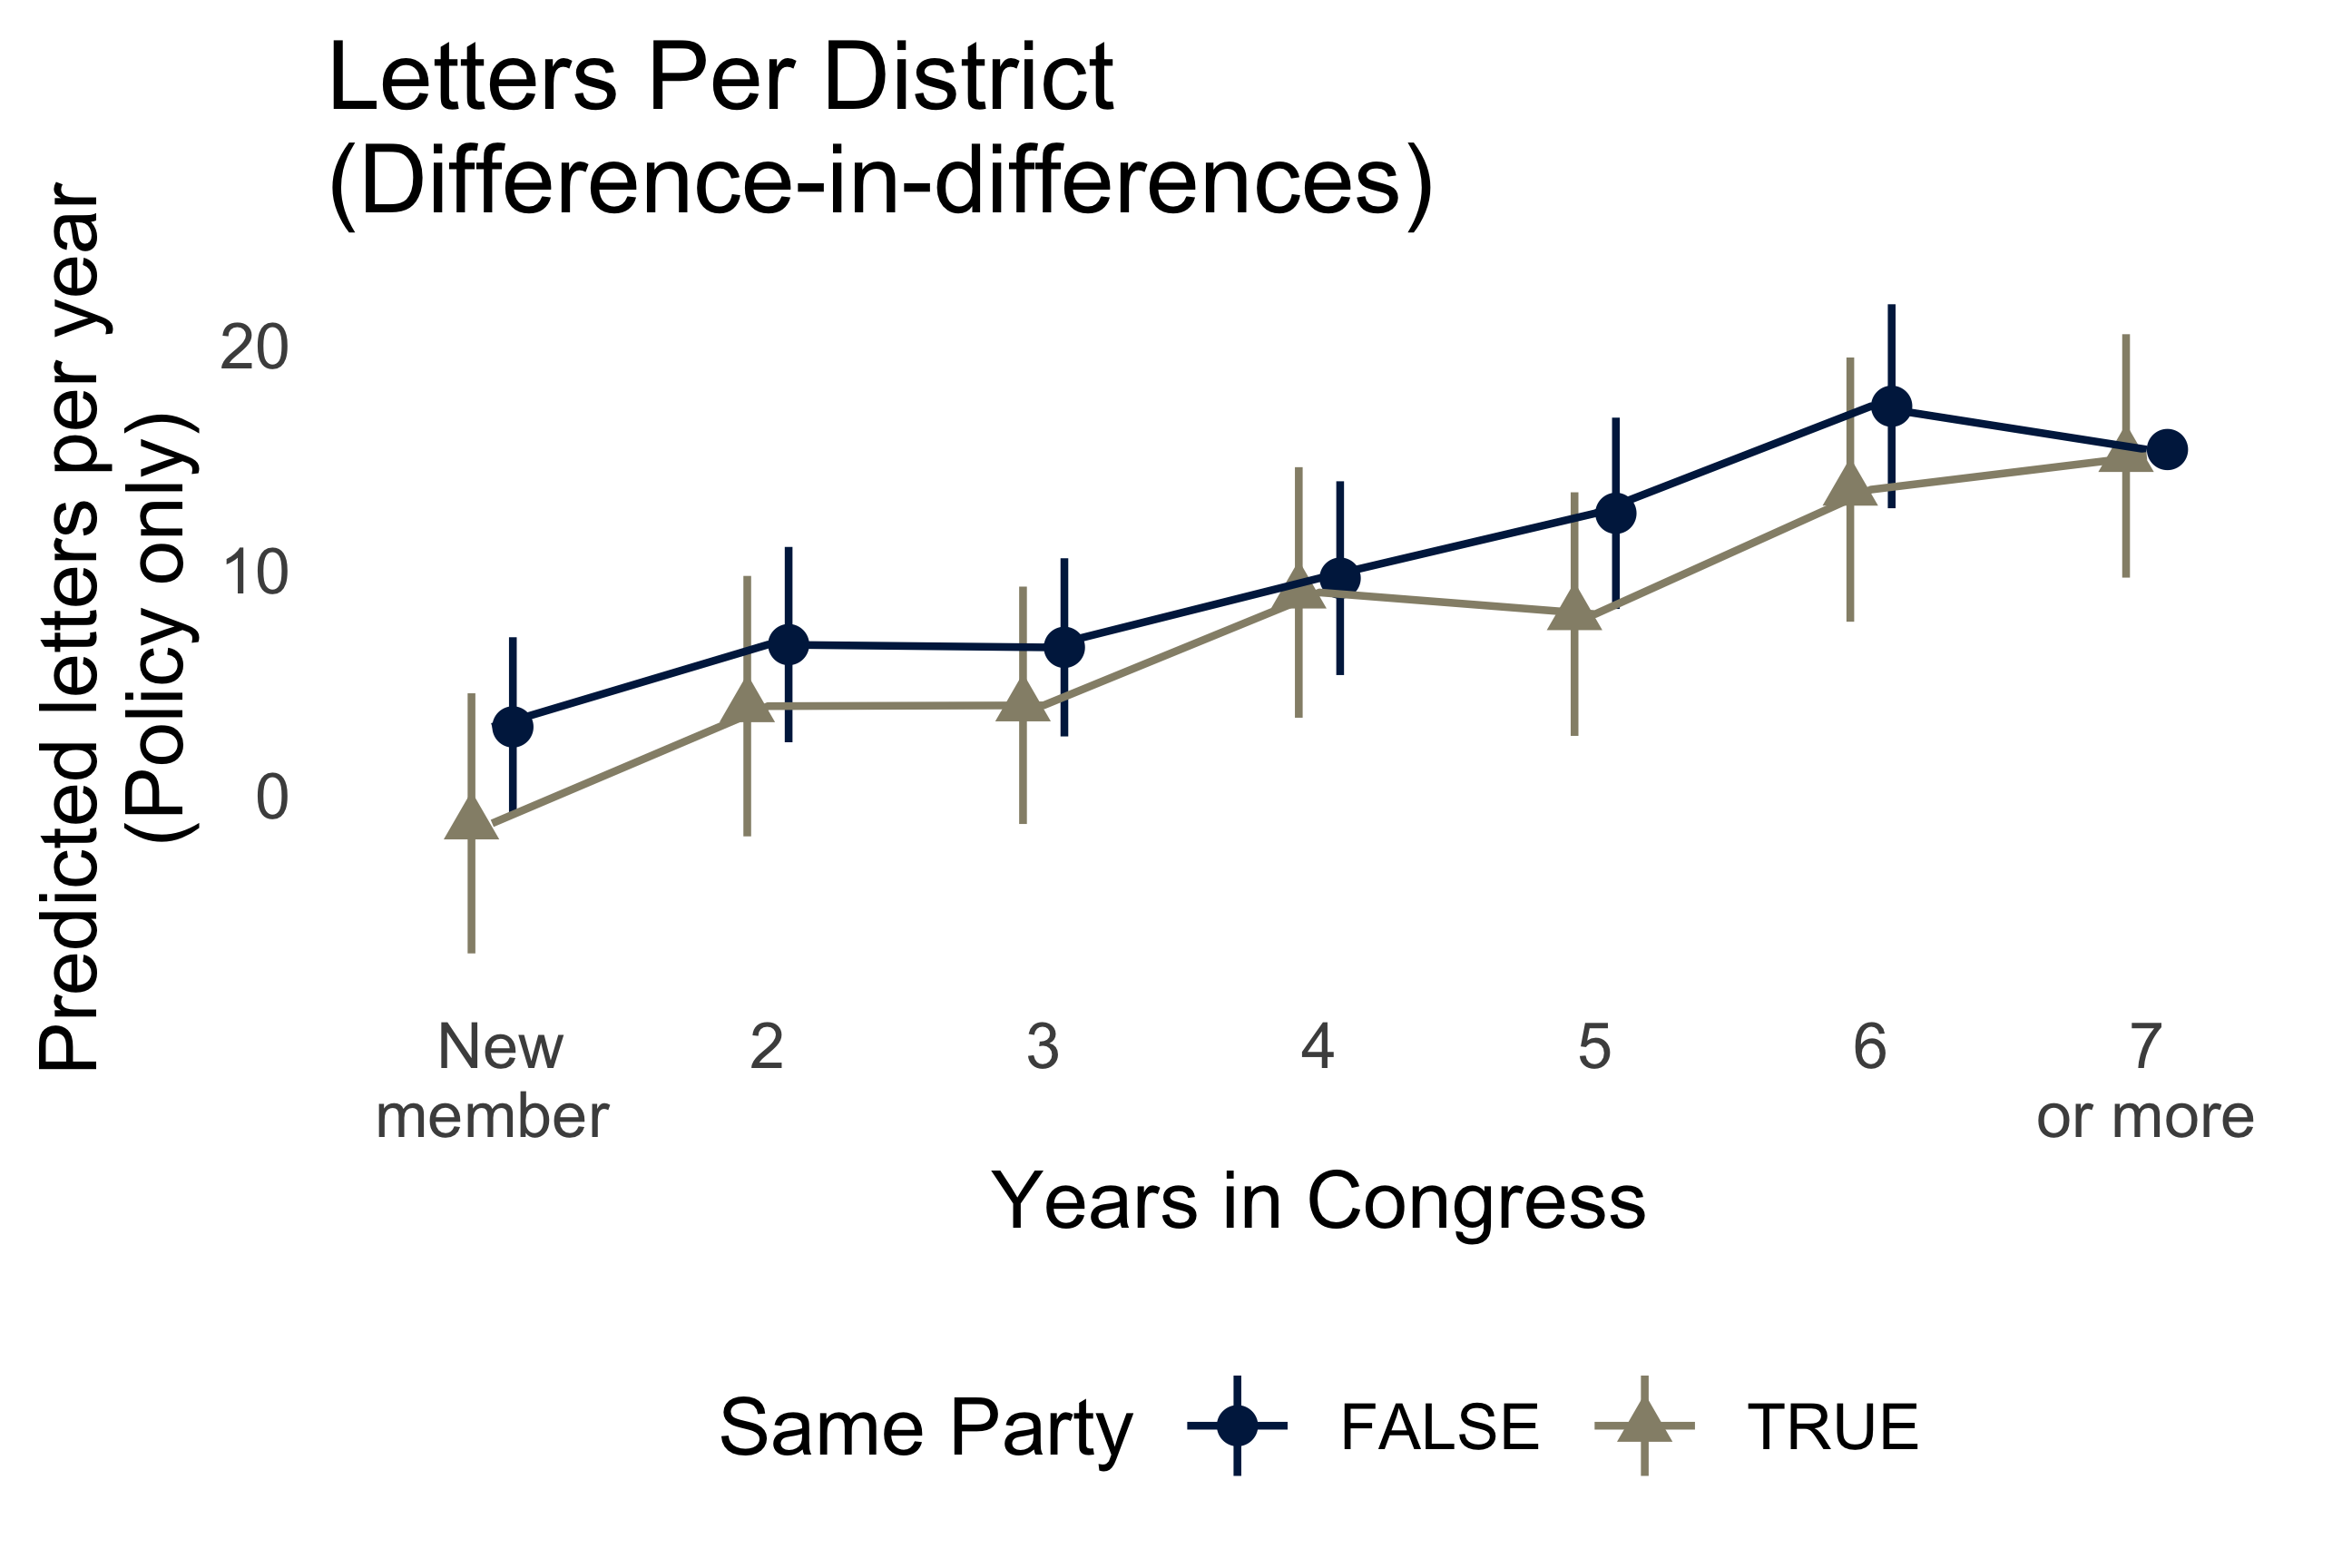 Letters Per District
(Difference-in-differences)
Predicted letters per year
(Policy only)
20
10
0
New
member
2
3
4
5
6
7
or more
Years in Congress
Same Party
FALSE
TRUE